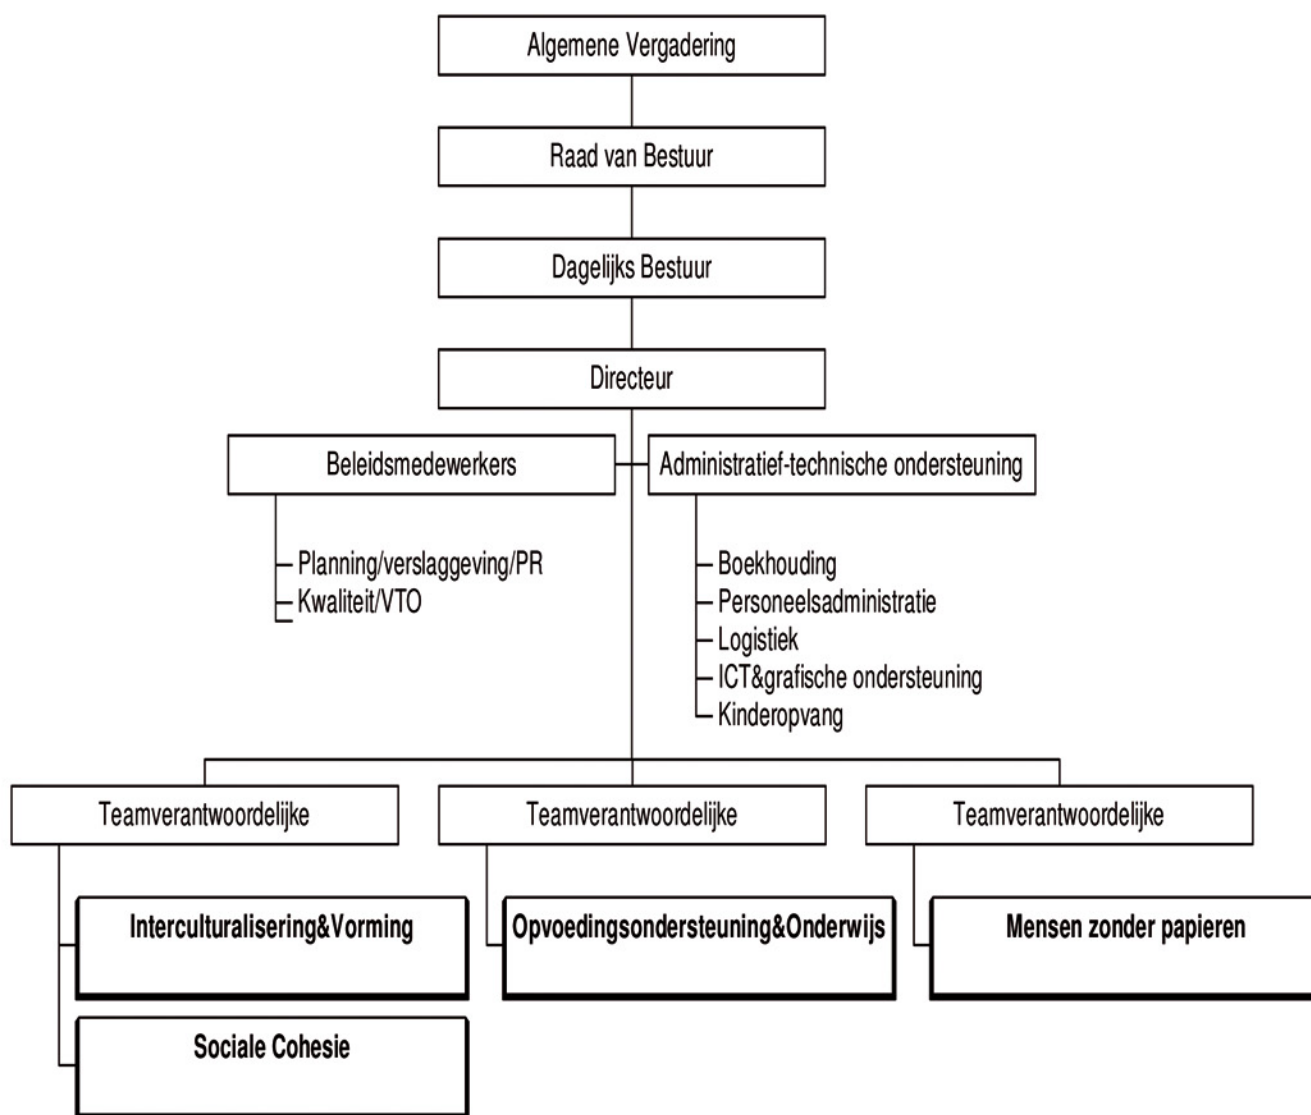 Algemene Vergadering
Raad van Bestuur
Dagelijks Bestuur
Directeur
Beleidsmedewerkers
Administratief-technische ondersteuning
Planning/verslaggeving/PR
Kwaliteit/VTO
Boekhouding
Personeelsadministratie
Logistiek
ICT&grafische ondersteuning
Kinderopvang
Teamverantwoordelijke
Teamverantwoordelijke
Teamverantwoordelijke
Interculturalisering&Vorming
Opvoedingsondersteuning&Onderwijs
Mensen zonder papieren
Sociale Cohesie